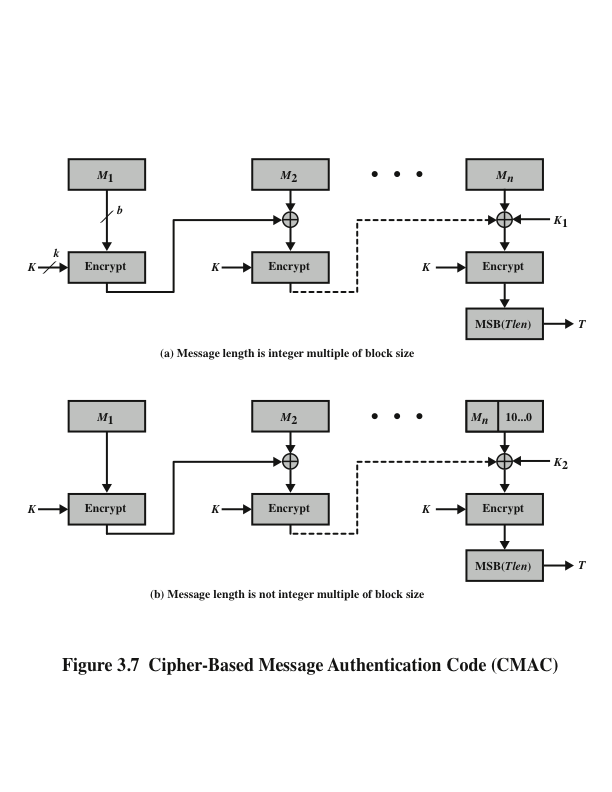 M1 M2 • • • Mn
b
K1
k
K Encrypt K Encrypt K Encrypt
MSB(Tlen) T
(a) Message length is integer multiple of block size
M1 M2 • • • Mn 10...0
K2
K Encrypt K Encrypt K Encrypt
MSB(Tlen) T
(b) Message length is not integer multiple of block size
Figure 3.7 Cipher-Based Message Authentication Code (CMAC)